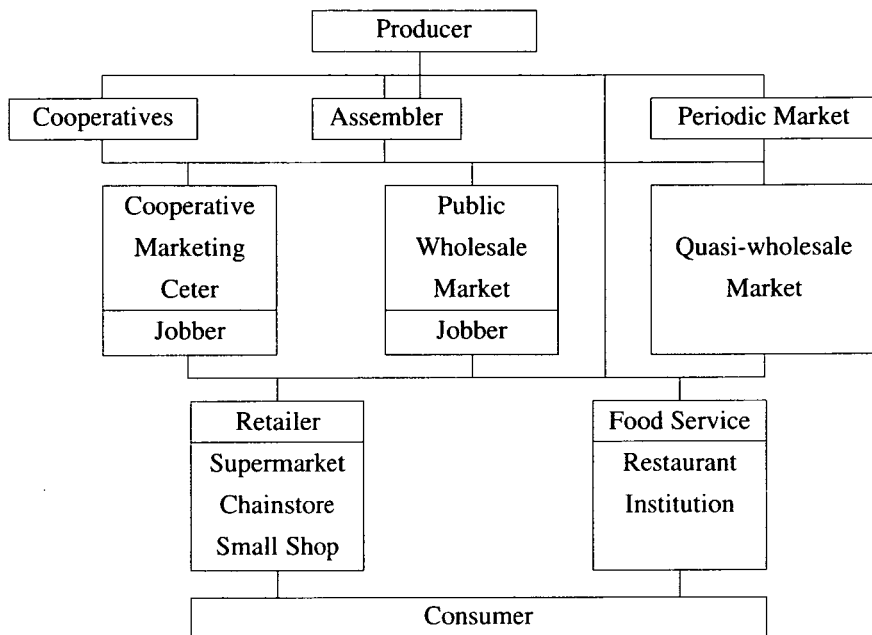 Producer
Cooperatives
Assembler
Periodic Market
Cooperative
Marketing
Ceter
Jobber
Public
Wholesale
Market
Jobber
Quasi-wholesale
Market
Retailer
Supermarket
Chainstore
Small Shop
Food Service
Restaurant
Institution
Consumer